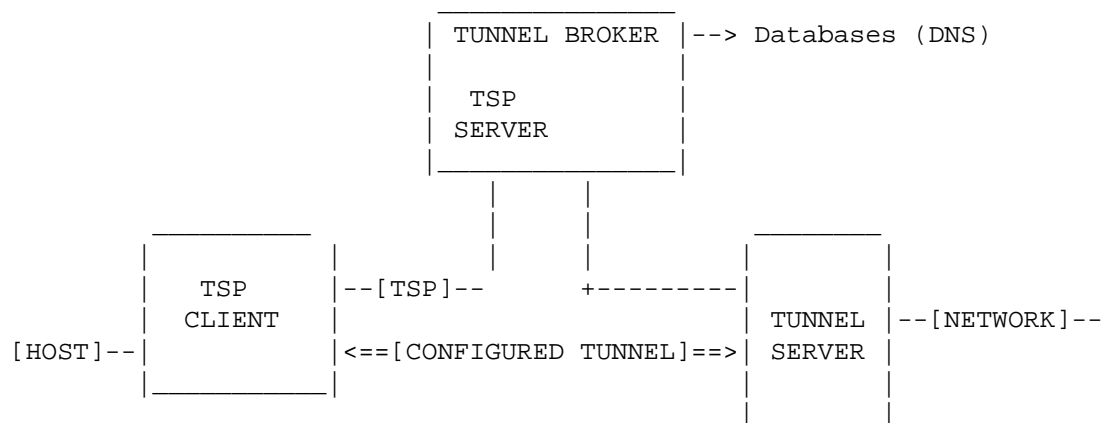 TUNNEL BROKER |--> Databases (DNS)
TSP
SERVER
TSP |--[TSP]-- +---------|
CLIENT TUNNEL |--[NETWORK]--
[HOST]--| |<==[CONFIGURED TUNNEL]==>| SERVER